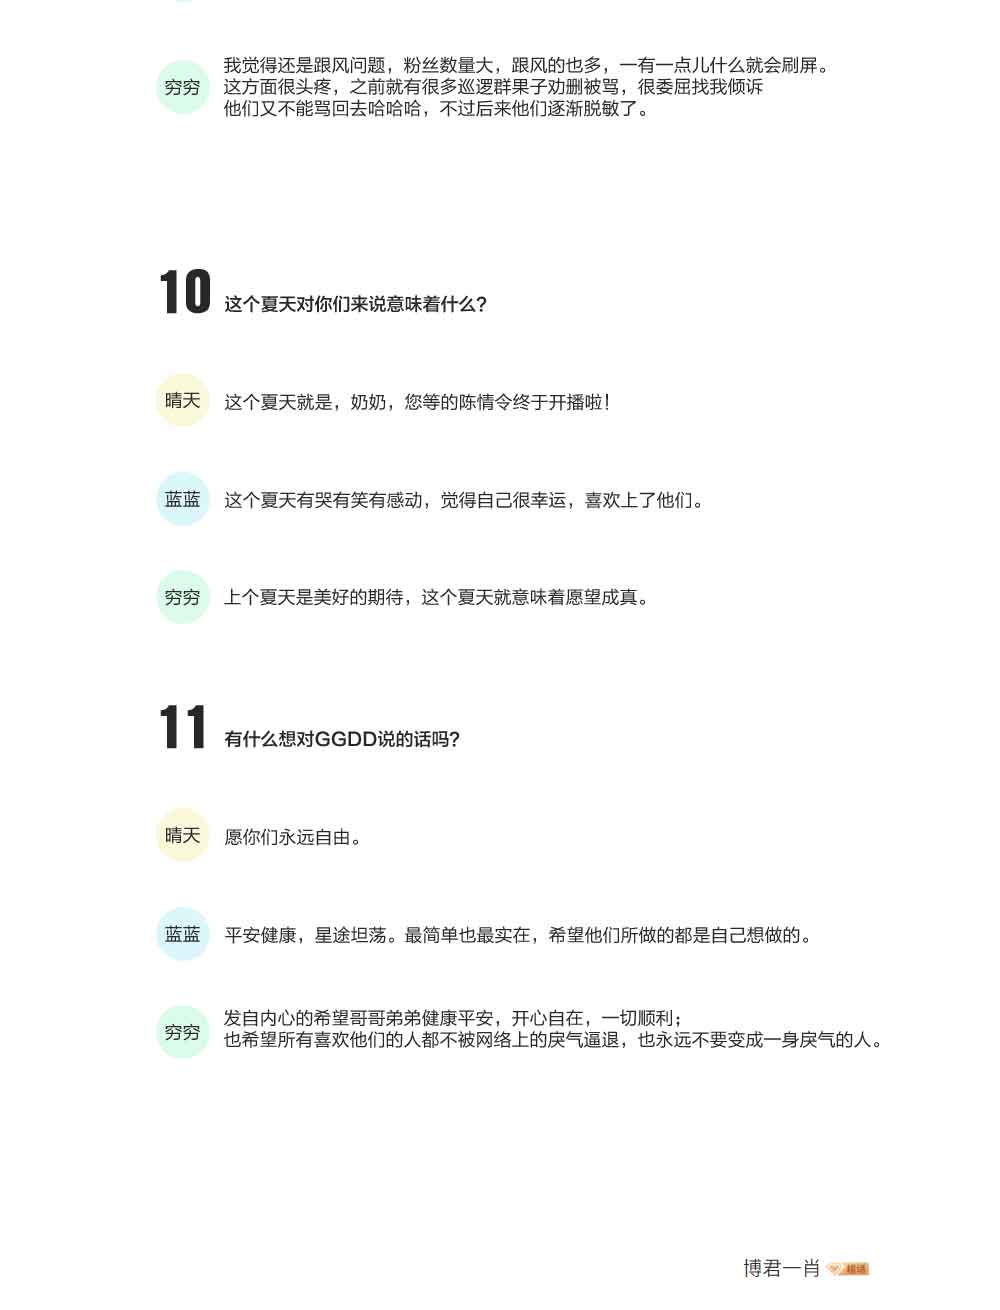 穷穷
我觉得还是跟风问题，粉丝数量大，跟风的也多，一有一点儿什么就会刷屏。
这方面很头疼，之前就有很多巡逻群果子劝删被骂，很委屈找我倾诉
他们又不能骂回去哈哈哈，不过后来他们逐渐脱敏了。
10 这个夏天对你们来说意味着什么？
晴天 这个夏天就是，奶奶，您等的陈情令终于开播啦！
蓝蓝 这个夏天有哭有笑有感动，觉得自己很幸运，喜欢上了他们。
穷穷 上个夏天是美好的期待，这个夏天就意味着愿望成真。
11 有什么想对GGDD说的话吗？
晴天 愿你们永远自由。
蓝蓝 平安健康，星途坦荡。最简单也最实在，希望他们所做的都是自己想做的。
穷穷
发自内心的希望哥哥弟弟健康平安，开心自在，一切顺利；
也希望所有喜欢他们的人都不被网络上的戾气逼退，也永远不要变成一身戾气的人。
博君一肖 超话